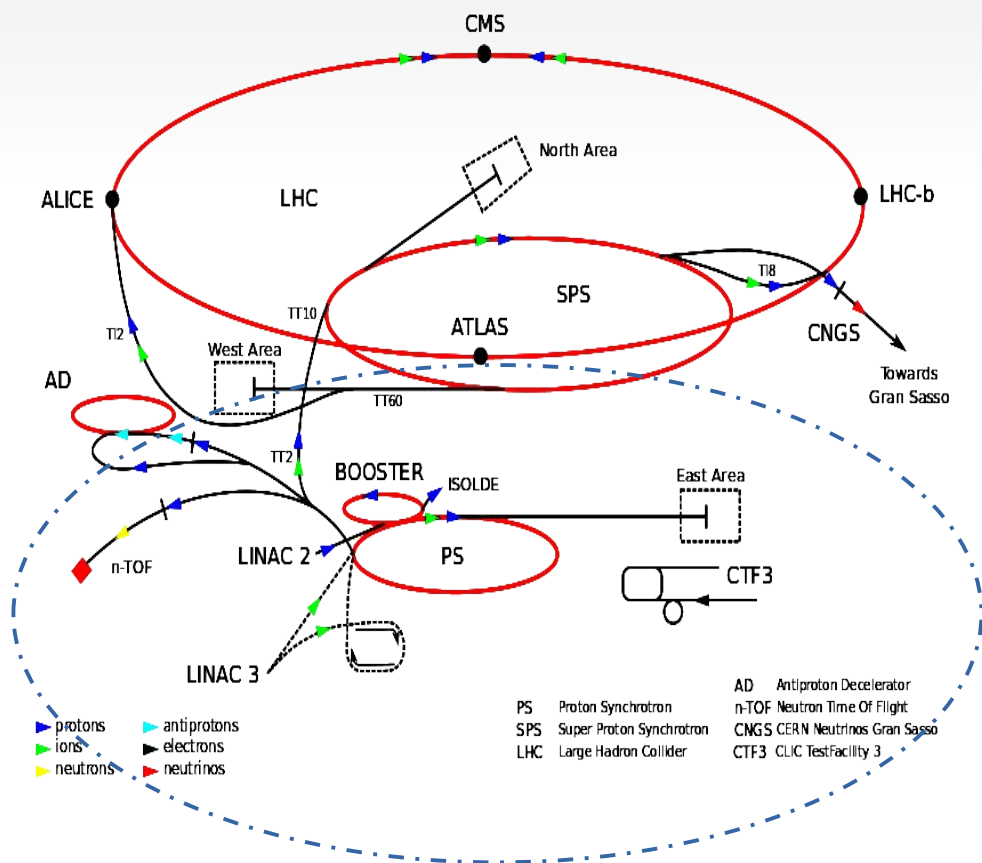 CMS
North Area
ALICE
LHC
LHC-b
TI8
SPS
TT10
ATLAS
CNGS
TI2
West Area
Towards
Gran Sasso
AD
TT60
TT2
BOOSTER
ISOLDE
East Area
LINAC 2
PS
n-TOF
CTF3
LINAC 3
AD Antiproton Decelerator
PS Proton Synchrotron
n-TOF Neutron Time Of Flight
SPS Super Proton Synchrotron
CNGS CERN Neutrinos Gran Sasso
LHC Large Hadron Collider
CTF3 CLIC TestFacility 3
protons
antiprotons
ions
electrons
neutrons
neutrinos